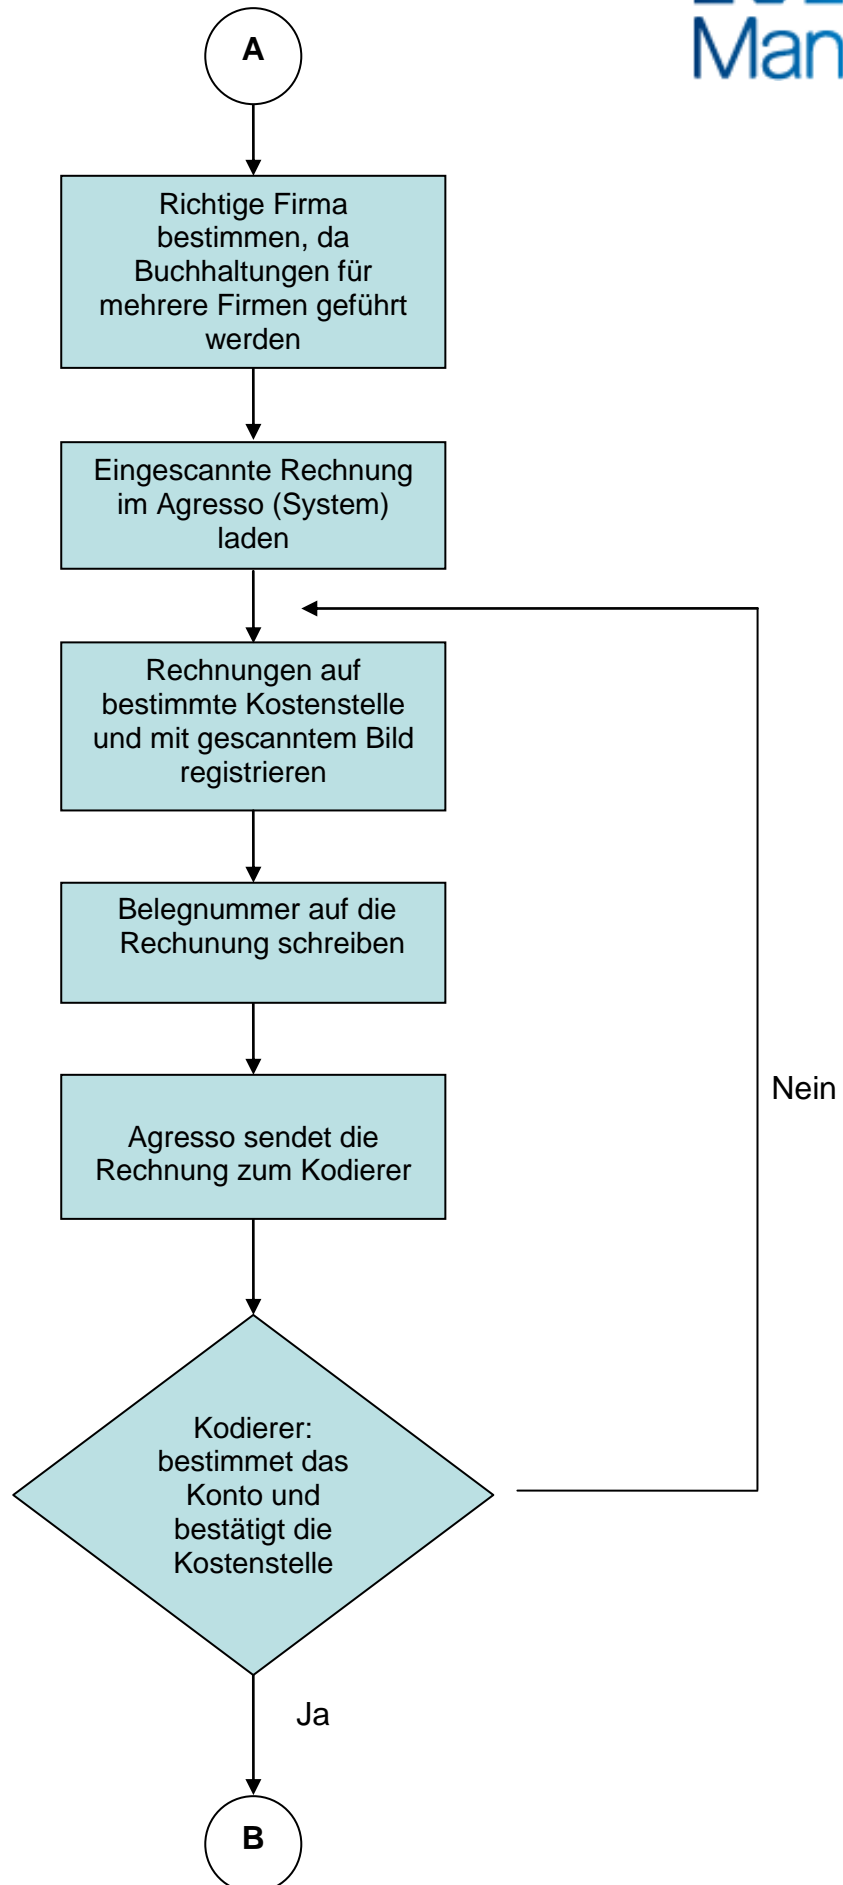 Man
A
Richtige Firma
bestimmen, da
Buchhaltungen für
mehrere Firmen geführt
werden
Eingescannte Rechnung
im Agresso (System)
laden
Rechnungen auf
bestimmte Kostenstelle
und mit gescanntem Bild
registrieren
Belegnummer auf die
Rechunung schreiben
Nein
Agresso sendet die
Rechnung zum Kodierer
Kodierer:
bestimmet das
Konto und
bestätigt die
Kostenstelle
Ja
B